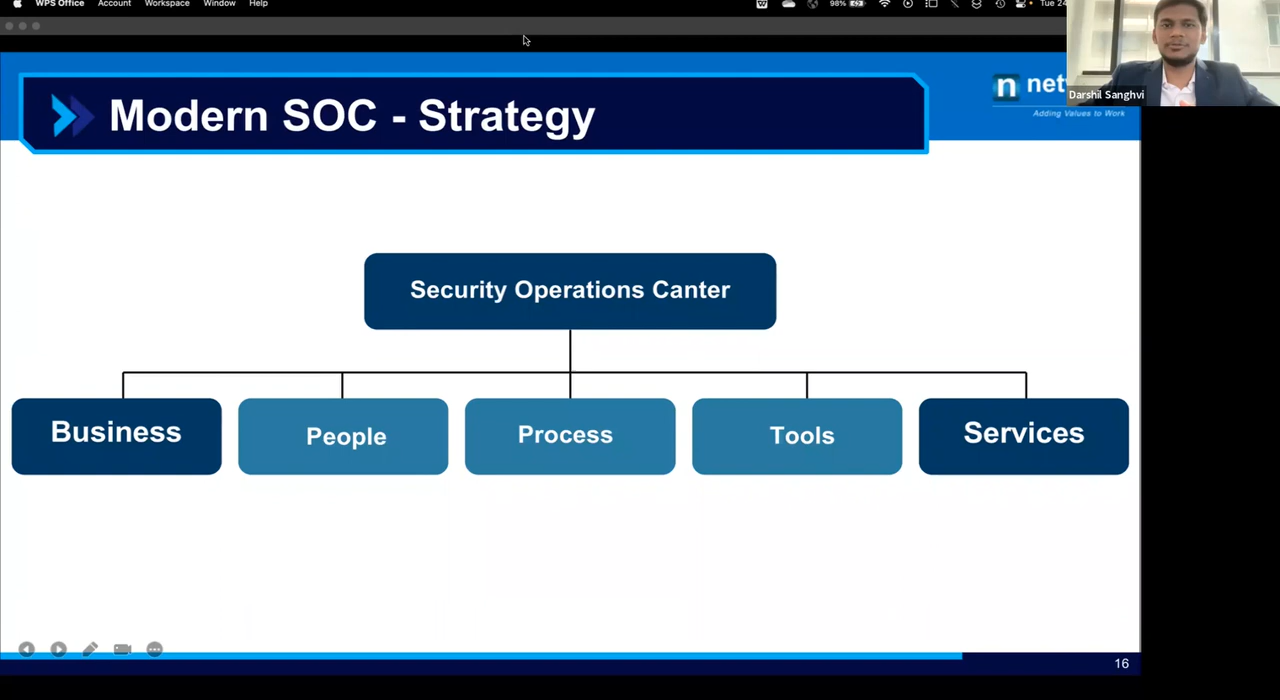 WPS Office Account Workspace Window Help
98% Tue 24
Modern SOC - Strategy
n
Adding Values to Work
Darshil Sanghvi
Security Operations Canter
Business People Process Tools Services
16